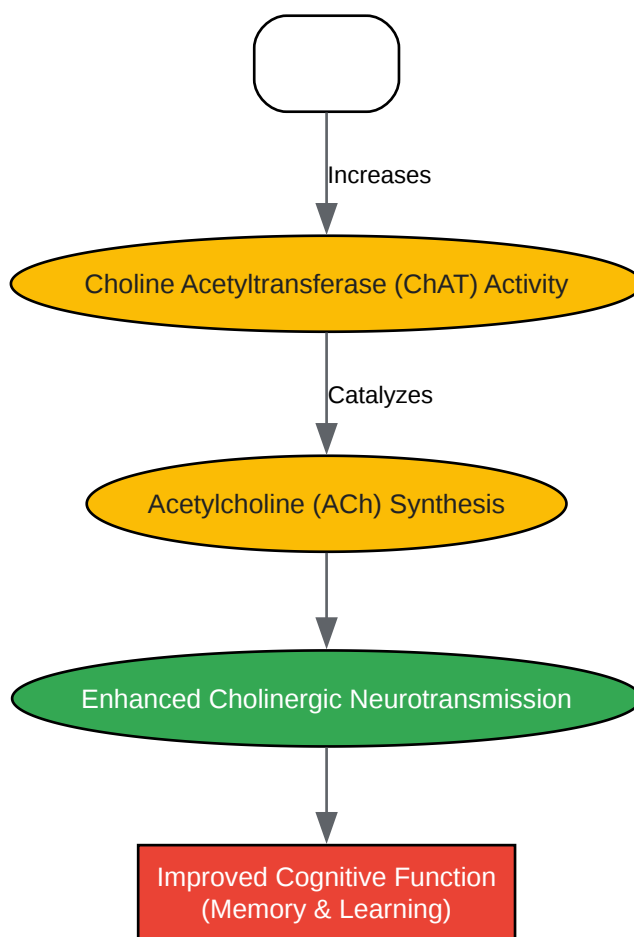 Increases
Choline Acetyltransferase (ChAT) Activity
Catalyzes
Acetylcholine (ACh) Synthesis
Enhanced Cholinergic Neurotransmission
Improved Cognitive Function
(Memory & Learning)